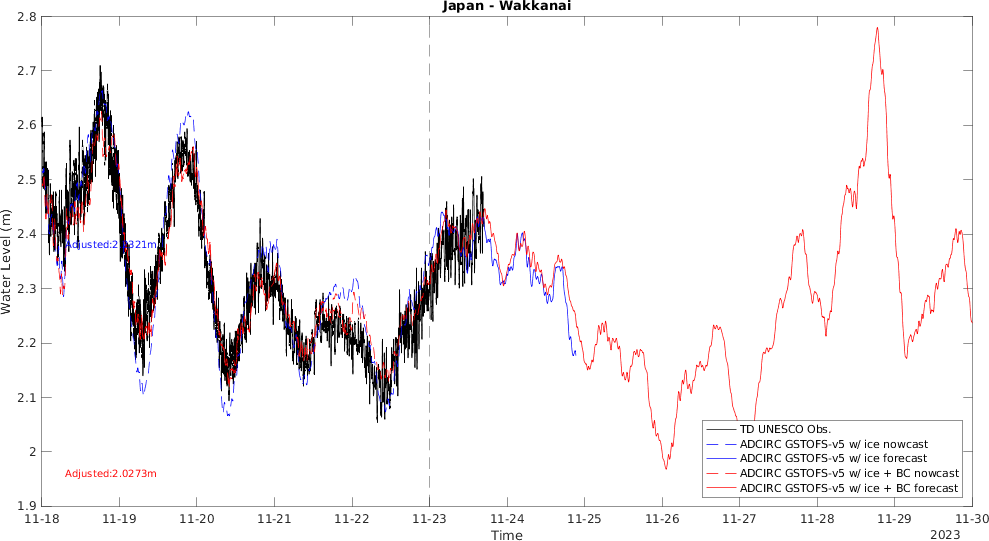 Japan - Wakkanai
2.8
2.7
2.6
2.5
2.4
2.3
2.2
2.1
2
1.9
Water Level (m)
Adjusted:2.0273m
11-18
11-19
11-20
11-21
11-22
11-23
11-24
11-25
11-26
11-27
11-28
11-29
11-30
Time
2023
TD UNESCO Obs.
ADCIRC GSTOFS-v5 w/ ice nowcast
ADCIRC GSTOFS-v5 w/ ice forecast
ADCIRC GSTOFS-v5 w/ ice + BC nowcast
ADCIRC GSTOFS-v5 w/ ice + BC forecast